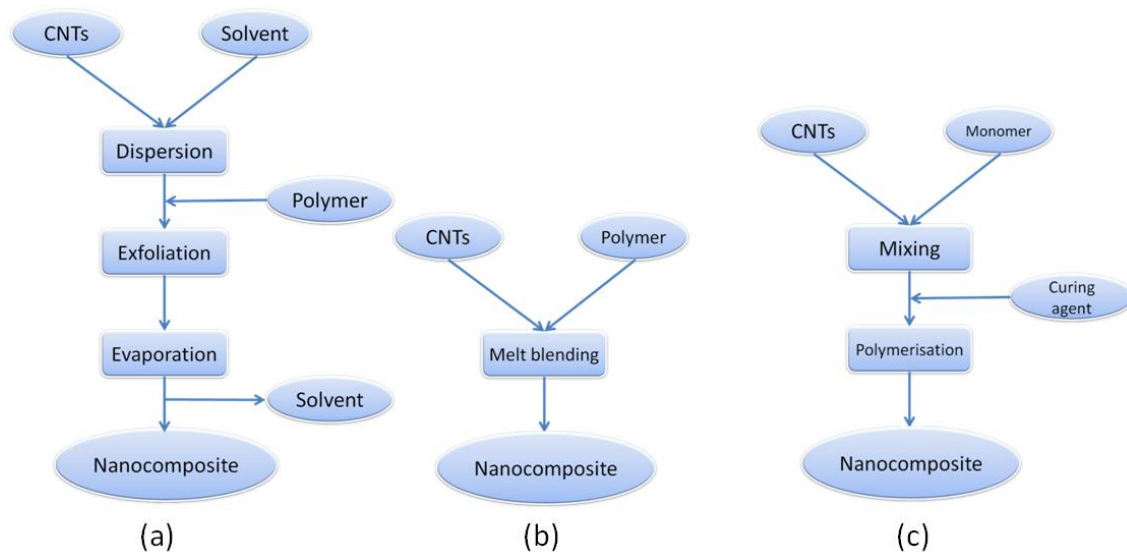 CNTs
Solvent
Dispersion
Polymer
Exfoliation
Evaporation
Solvent
Nanocomposite
(a)
CNTs
Polymer
Melt blending
Nanocomposite
(b)
CNTs
Monomer
Mixing
Curing
agent
Polymerisation
Nanocomposite
(c)